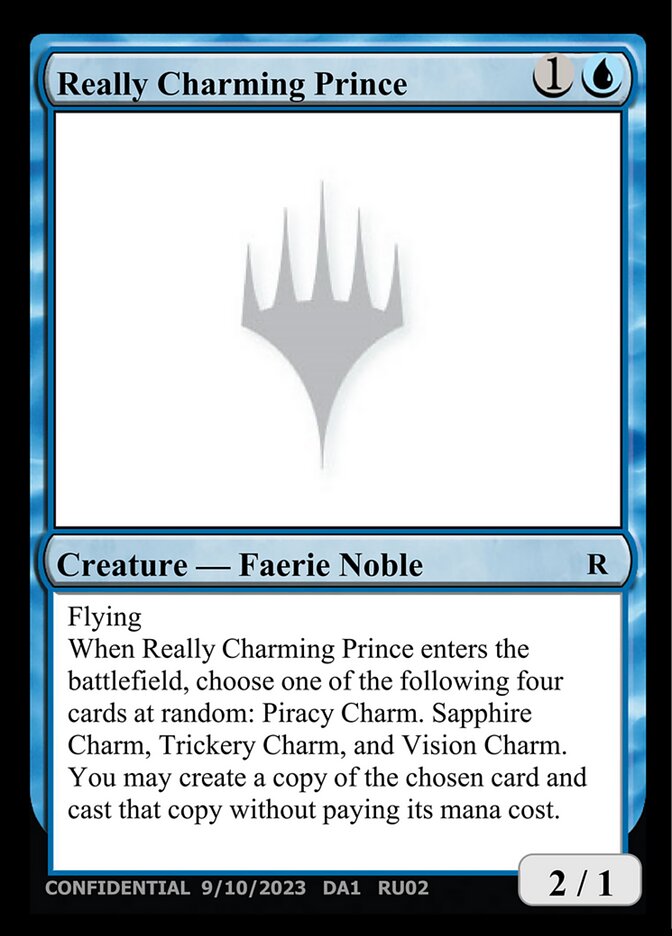 Really Charming Prince 1
Creature — Faerie Noble R
Flying
When Really Charming Prince enters the
battlefield, choose one of the following four
cards at random: Piracy Charm. Sapphire
Charm, Trickery Charm, and Vision Charm.
You may create a copy of the chosen card and
cast that copy without paying its mana cost.
CONFIDENTIAL 9/10/2023 DA1 RU02
2 / 1